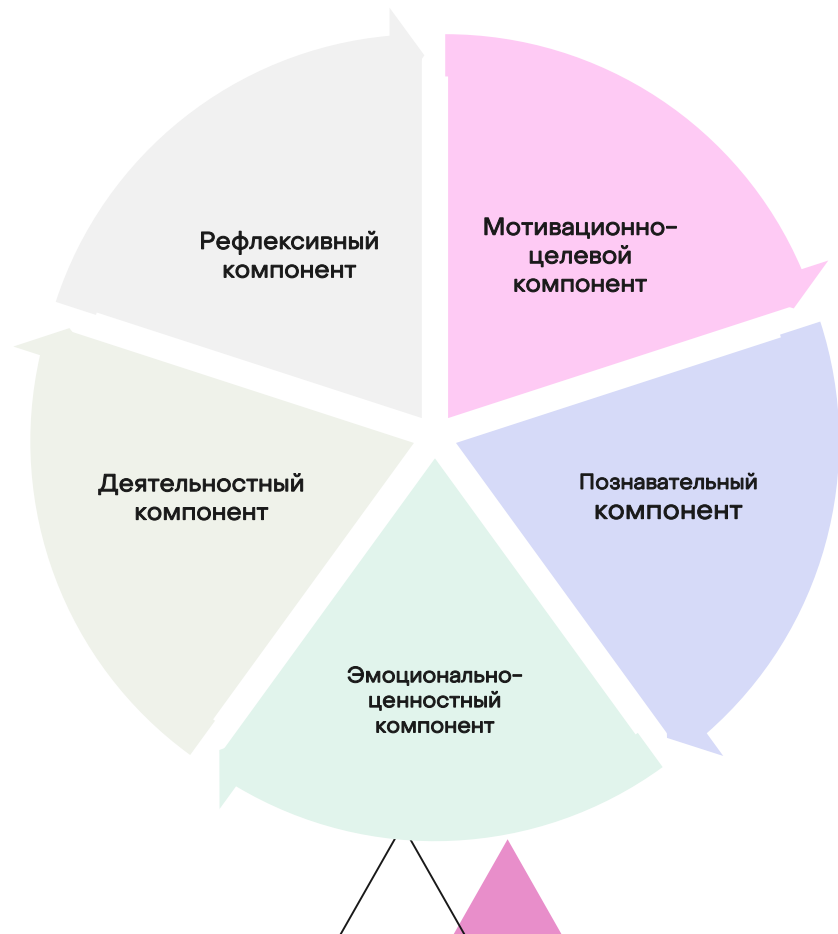 Рефлексивный
компонент
Мотивационно-
целевой
компонент
Деятельностный
компонент
Познавательный
компонент
Эмоционально-
ценностный
компонент